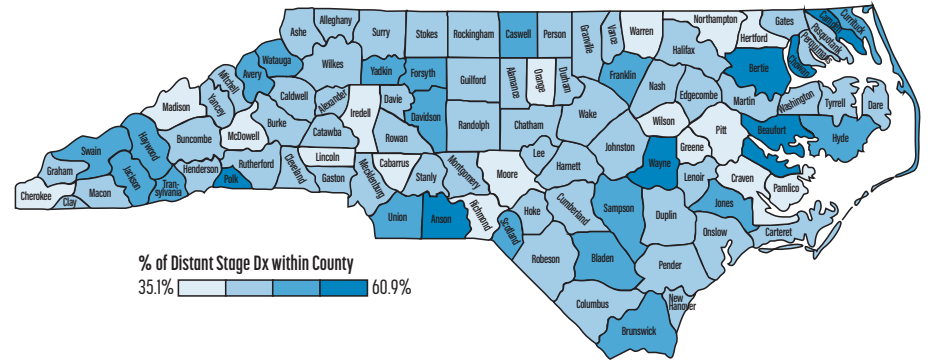 Ashe
Alleghany
Surry
Stokes
Rockingham
Caswell
Person
Granville
Vance
Warren
Northampton
Gates
Hertford
Camden
Currituck
Pasquotank
Perquimans
Chowan
Bertie
Halifax
Watauga
Avery
Mitchell
Yancey
Wilkes
Yadkin
Forsyth
Guilford
Alamance
Orange
Durham
Franklin
Nash
Edgecombe
Martin
Washington
Tyrrell
Dare
Madison
Caldwell
Alexander
Iredell
Davie
Davidson
Randolph
Chatham
Wake
Wilson
Pitt
Beaufort
Hyde
Swain
Haywood
Buncombe
McDowell
Burke
Catawba
Rowan
Lee
Johnston
Wayne
Greene
Graham
Jackson
Tran-
sylvania
Henderson
Polk
Rutherford
Cleveland
Lincoln
Gaston
Mecklenburg
Cabarrus
Stanly
Montgomery
Moore
Harnett
Lenoir
Craven
Pamlico
Cherokee
Clay
Macon
Union
Anson
Richmond
Scotland
Hoke
Cumberland
Sampson
Duplin
Jones
Onslow
Carteret
Robeson
Bladen
Pender
Columbus
New
Hanover
Brunswick
% of Distant Stage Dx within County
35.1%
60.9%